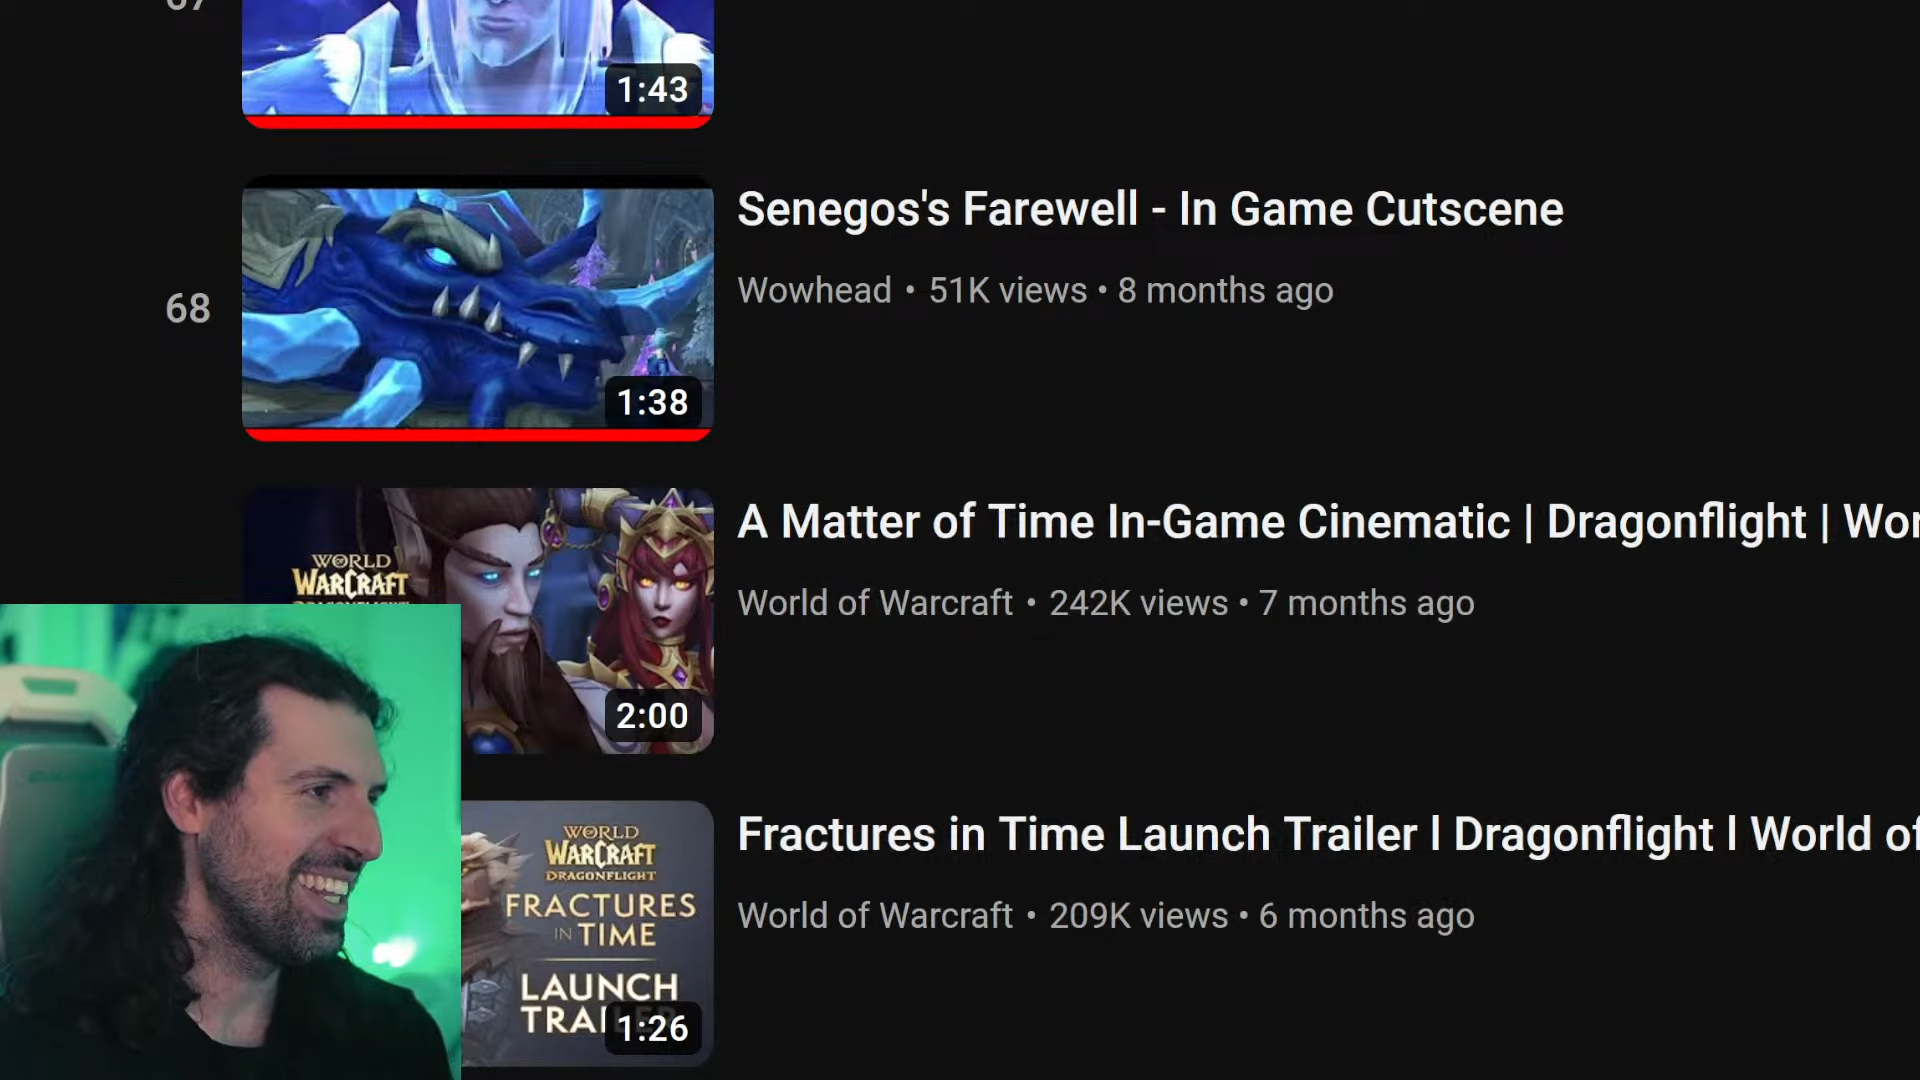 67
1:43
Senegos's Farewell - In Game Cutscene
Wowhead • 51K views • 8 months ago
68
1:38
A Matter of Time In-Game Cinematic | Dragonflight | Wor
World of Warcraft • 242K views • 7 months ago
WORLD
WARCRAFT
2:00
Fractures in Time Launch Trailer l Dragonflight l World of
World of Warcraft • 209K views • 6 months ago
WORLD
WARCRAFT
DRAGONFLIGHT
FRACTURES
IN TIME
LAUNCH
TRAILER
1:26